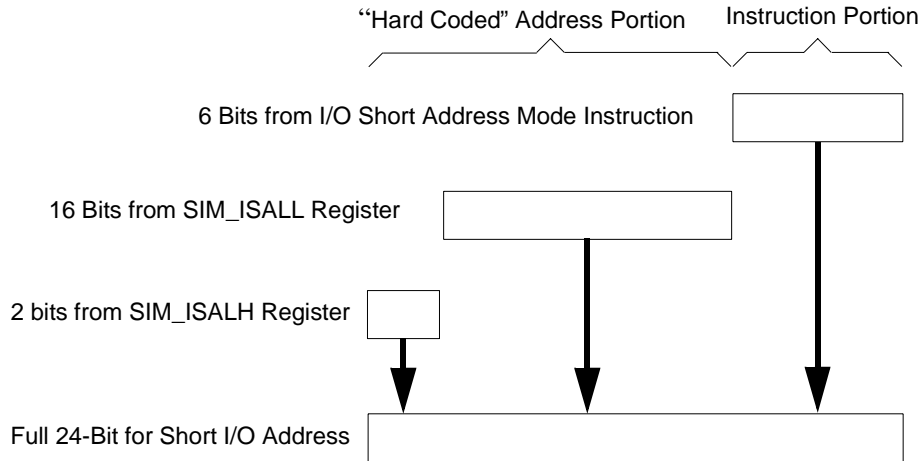 “Hard Coded” Address Portion
Instruction Portion
6 Bits from I/O Short Address Mode Instruction
16 Bits from SIM_ISALL Register
2 bits from SIM_ISALH Register
Full 24-Bit for Short I/O Address